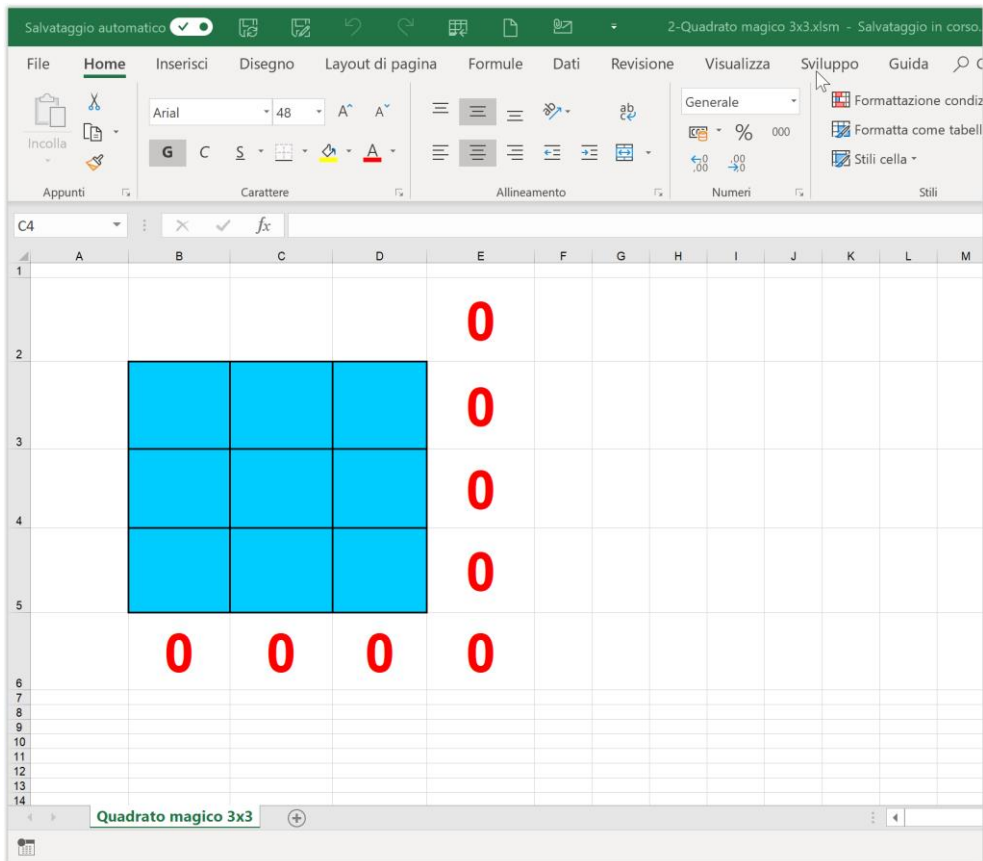 Salvataggio automatico 2-Quadrato magico 3x3.xlsm - Salvataggio in corso.
File Home Inserisci Disegno Layout di pagina Formule Dati Revisione Visualizza Sviluppo Guida
Incolla
Arial 48 A^ Aˇ
G C S A
ab
Generale
% 000
Formattazione condiz
Formatta come tabell
Stili cella
Appunti Carattere Allineamento Numeri Stili
C4 fx
A B C D E F G H I J K L M
1
0
2
0
3
0
4
0
5
0 0 0 0
6
7
8
9
10
11
12
13
14
Quadrato magico 3x3